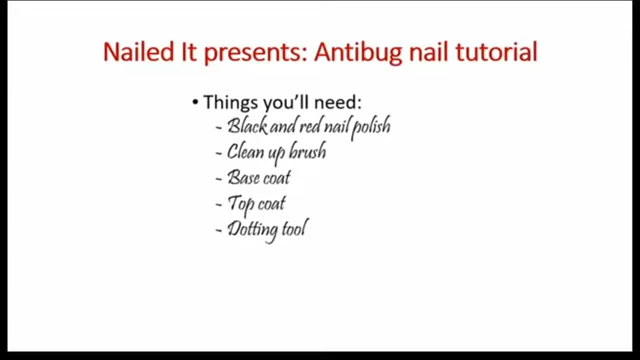 Nailed It presents: Antibug nail tutorial
• Things you'll need:
- Black and red nail polish
- Clean up brush
- Base coat
- Top coat
- Dotting tool